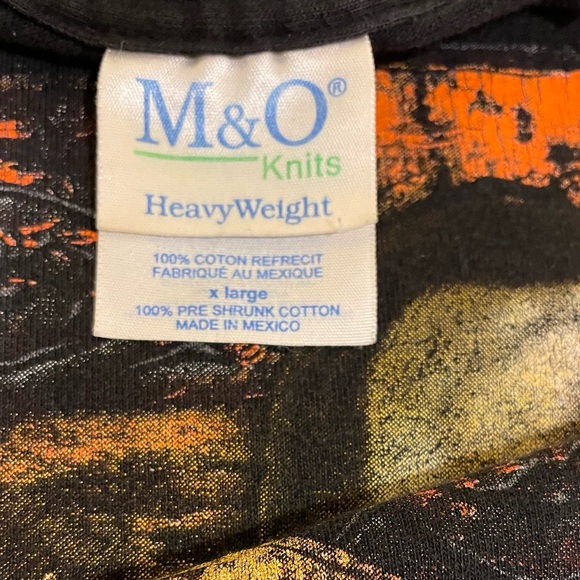 M&O®
Knits
HeavyWeight
100% COTON REFRECIT
FABRIQUÉ AU MEXIQUE
x large
100% PRE SHRUNK COTTON
MADE IN MEXICO